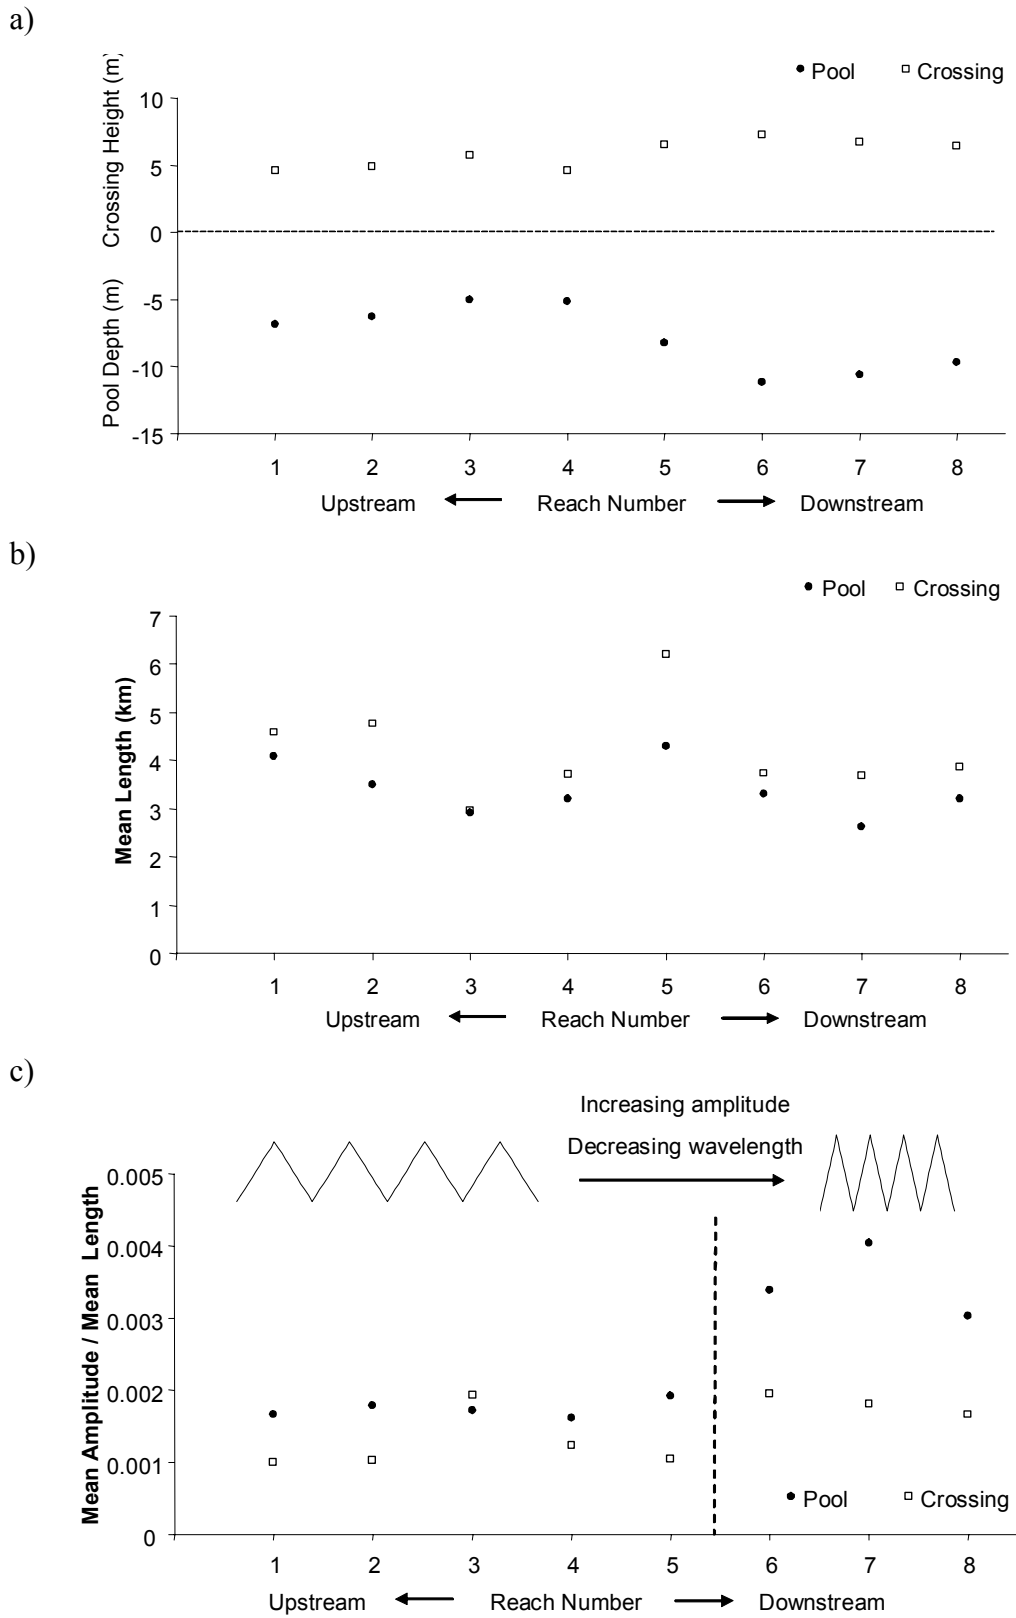 a)
Pool Crossing
Crossing Height (m)
Pool Depth (m)
10
5
0
-5
-10
-15
1 2 3 4 5 6 7 8
Upstream Reach Number Downstream
b)
Pool Crossing
Mean Length (km)
7
6
5
4
3
2
1
0
1 2 3 4 5 6 7 8
Upstream Reach Number Downstream
c)
Increasing amplitude
Decreasing wavelength
Mean Amplitude / Mean Length
0.005
0.004
0.003
0.002
0.001
0
Pool Crossing
1 2 3 4 5 6 7 8
Upstream Reach Number Downstream